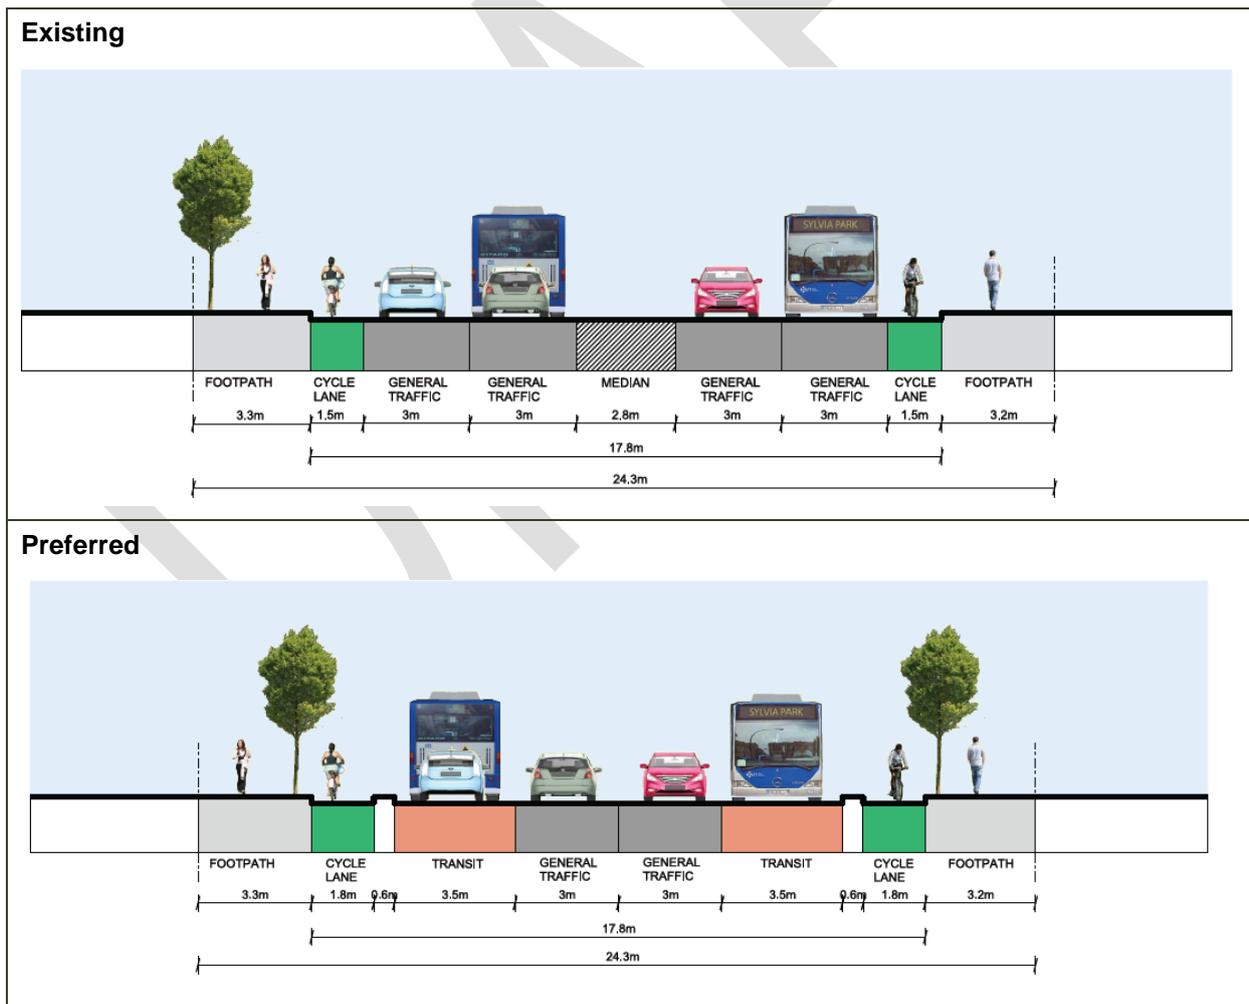 Existing
SYLVIA PARK
FOOTPATH CYCLE LANE GENERAL TRAFFIC GENERAL TRAFFIC MEDIAN GENERAL TRAFFIC GENERAL TRAFFIC CYCLE LANE FOOTPATH
3.3m 1.5m 3m 3m 2.8m 3m 3m 1.5m 3.2m
17.8m
24.3m
Preferred
SYLVIA PARK
FOOTPATH CYCLE LANE TRANSIT GENERAL TRAFFIC GENERAL TRAFFIC TRANSIT CYCLE LANE FOOTPATH
3.3m 1.8m 0.6m 3.5m 3m 3m 3.5m 0.6m 1.8m 3.2m
17.8m
24.3m